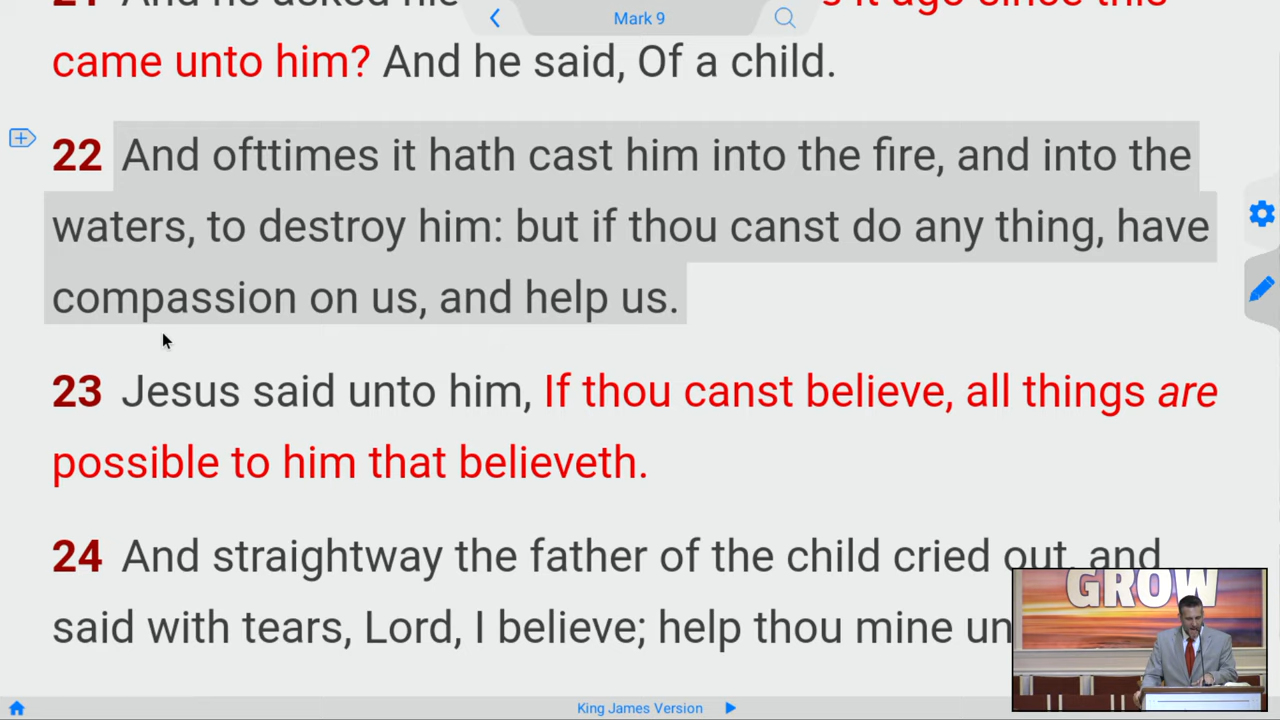 Mark 9
came unto him? And he said, Of a child.
22 And ofttimes it hath cast him into the fire, and into the
waters, to destroy him: but if thou canst do any thing, have
compassion on us, and help us.
23 Jesus said unto him, If thou canst believe, all things are
possible to him that believeth.
24 And straightway the father of the child cried out, and
said with tears, Lord, I believe; help thou mine un
GROW
King James Version